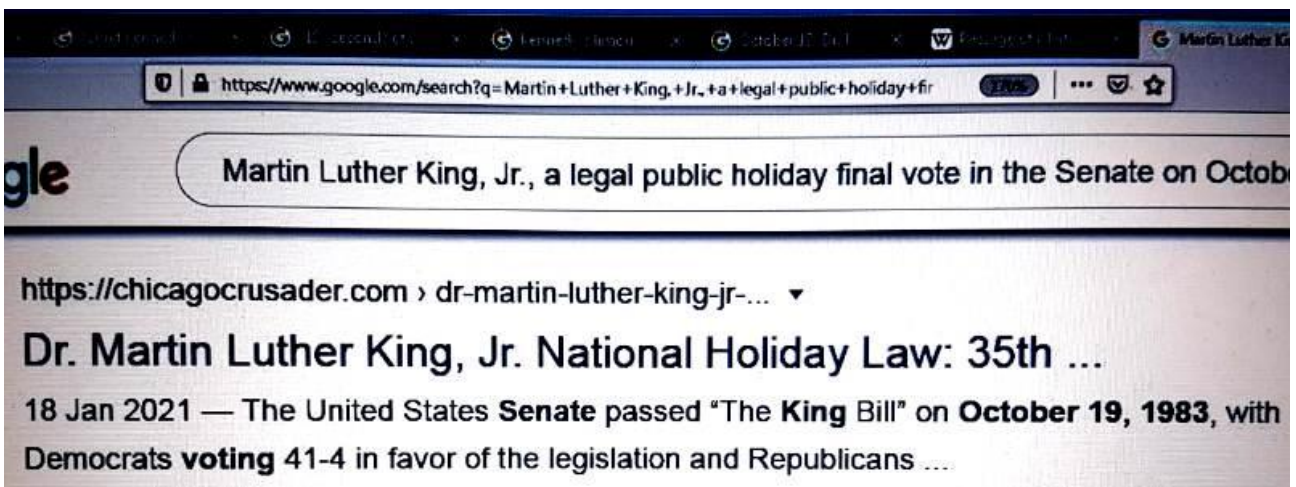 Martin Luther Ki
https://www.google.com/search?q=Martin+Luther+King,+Jr.,+a+legal+public+holiday+fir
gle
Martin Luther King, Jr., a legal public holiday final vote in the Senate on Octob
https://chicagocrusader.com › dr-martin-luther-king-jr-... ▾
Dr. Martin Luther King, Jr. National Holiday Law: 35th ...
18 Jan 2021 — The United States Senate passed “The King Bill” on October 19, 1983, with
Democrats voting 41-4 in favor of the legislation and Republicans ...